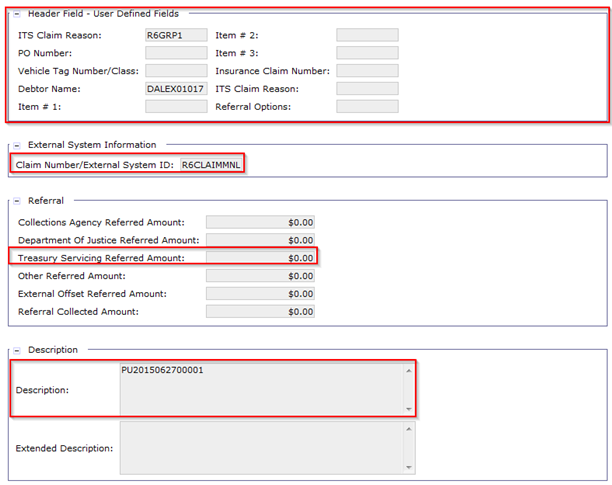 Header Field - User Defined Fields
ITS Claim Reason: R6GRP1 Item # 2:
PO Number: Item # 3:
Vehicle Tag Number/Class: Insurance Claim Number:
Debtor Name: DALEX01017 ITS Claim Reason:
Item # 1: Referral Options:
External System Information
Claim Number/External System ID: R6CLAIMMNL
Referral
Collections Agency Referred Amount: $0.00
Department Of Justice Referred Amount: $0.00
Treasury Servicing Referred Amount: $0.00
Other Referred Amount: $0.00
External Offset Referred Amount: $0.00
Referral Collected Amount: $0.00
Description
PU2015062700001
Description:
Extended Description: